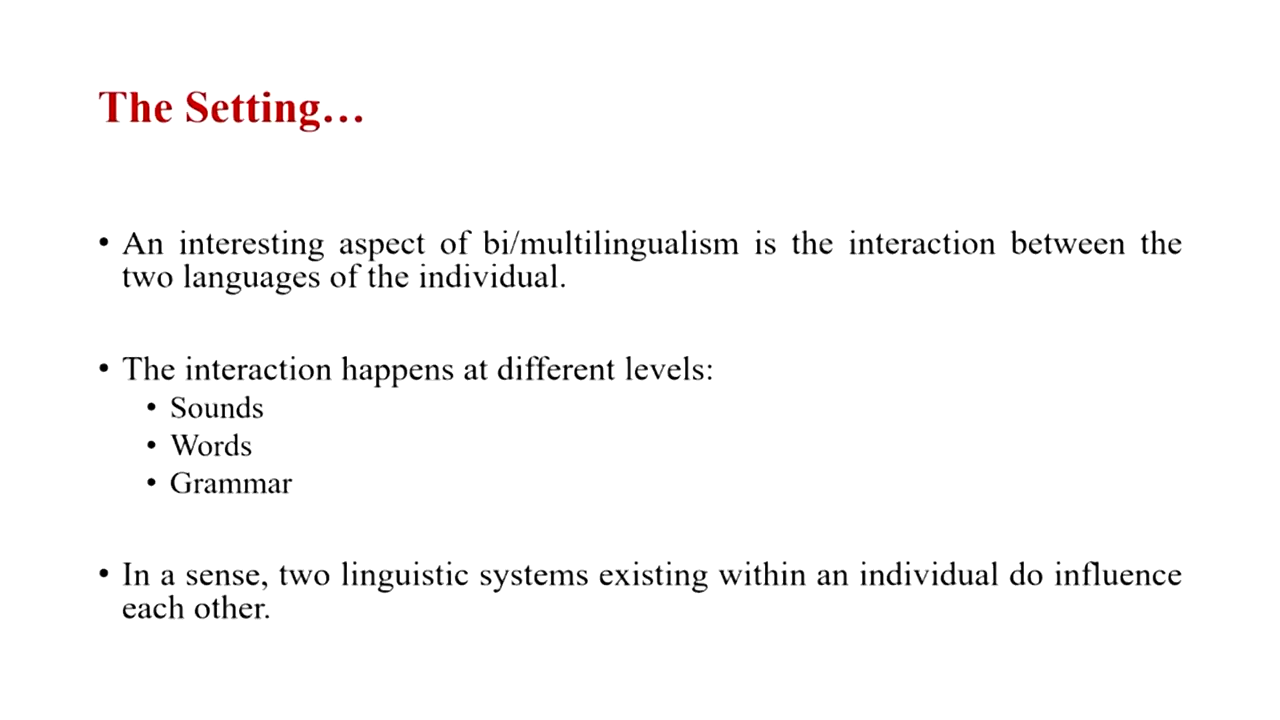 The Setting…
• An interesting aspect of bi/multilingualism is the interaction between the
two languages of the individual.
• The interaction happens at different levels:
• Sounds
• Words
• Grammar
• In a sense, two linguistic systems existing within an individual do influence
each other.